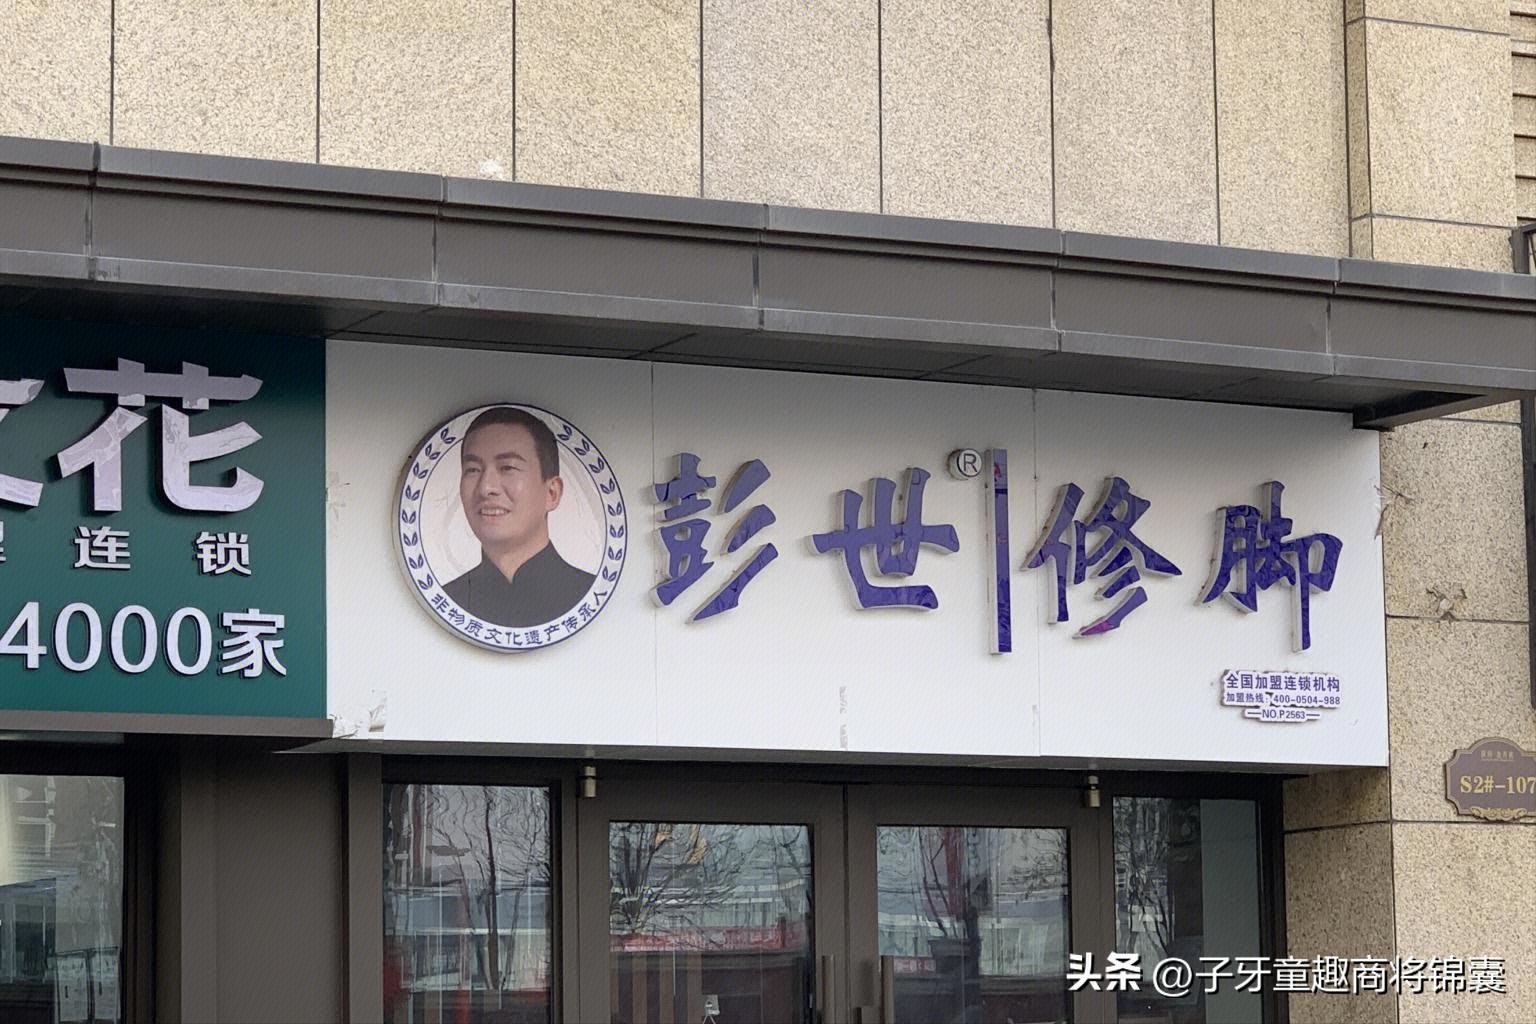 花
连锁
4000家
非物质文化遗产传承人
彭世®|修脚
全国加盟连锁机构
加盟热线:400-0504-988
NO.P2563
S2#-107
头条 @子牙童趣商将锦囊